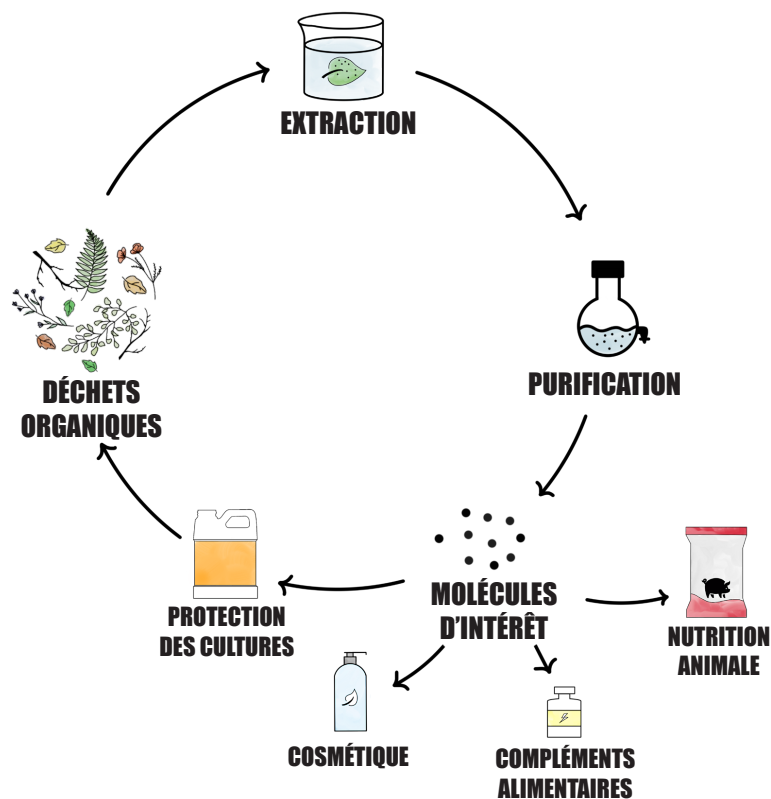 EXTRACTION
PURIFICATION
MOLÉCULES
D'INTÉRÊT
NUTRITION
ANIMALE
COMPLÉMENTS
ALIMENTAIRES
COSMÉTIQUE
PROTECTION
DES CULTURES
DÉCHETS
ORGANIQUES